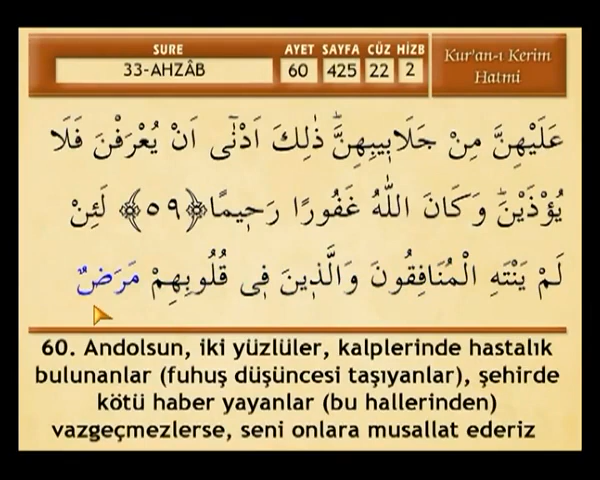 SURE AYET SAYFA CÜZ HİZB
33-AHZÂB 60 425 22 2
Kur'an-ı Kerim
Hatmi
عَلَيْهِنَّ مِنْ جَلَابٖيبِهِنَّؕ ذٰلِكَ اَدْنٰٓى اَنْ يُعْرَفْنَ فَلَا
يُؤْذَيْنَؕ وَكَانَ اللّٰهُ غَفُورًا رَحٖيمًا ﴿٥٩﴾ لَئِنْ
لَمْ يَنْتَهِ الْمُنَافِقُونَ وَالَّذٖينَ فٖى قُلُوبِهِمْ مَرَضٌ
60. Andolsun, iki yüzlüler, kalplerinde hastalık
bulunanlar (fuhuş düşüncesi taşıyanlar), şehirde
kötü haber yayanlar (bu hallerinden)
vazgeçmezlerse, seni onlara musallat ederiz